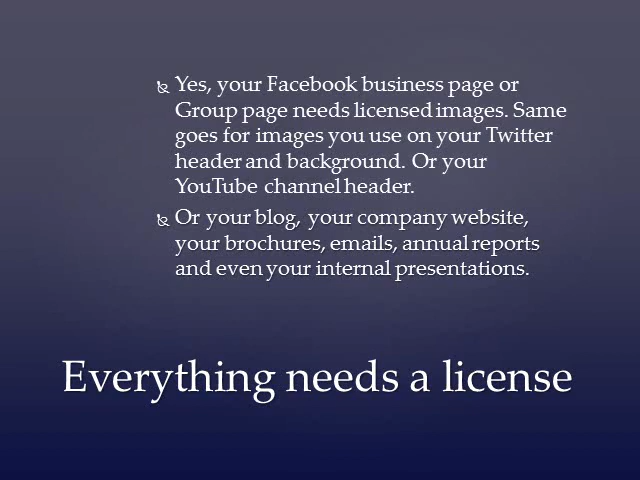 Yes, your Facebook business page or
Group page needs licensed images. Same
goes for images you use on your Twitter
header and background. Or your
YouTube channel header.
Or your blog, your company website,
your brochures, emails, annual reports
and even your internal presentations.
Everything needs a license